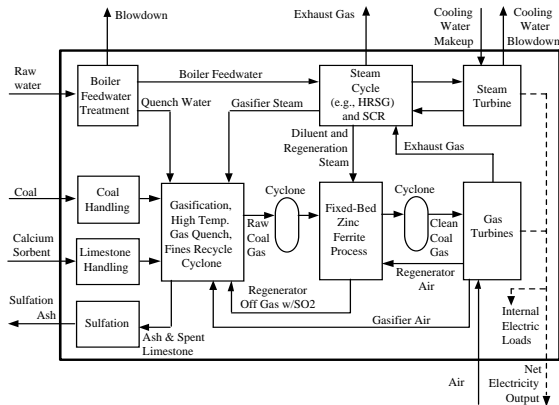 Blowdown
Exhaust Gas
Cooling
Water
Makeup
Cooling
Water
Blowdown
Raw
water
Boiler
Feedwater
Treatment
Boiler Feedwater
Quench Water
Gasifier Steam
Steam
Cycle
(e.g., HRSG)
and SCR
Steam
Turbine
Diluent and
Regeneration
Steam
Exhaust Gas
Coal
Coal
Handling
Gasification,
High Temp.
Gas Quench,
Fines Recycle
Cyclone
Cyclone
Raw
Coal
Gas
Fixed-Bed
Zinc
Ferrite
Process
Cyclone
Clean
Coal
Gas
Gas
Turbines
Calcium
Sorbent
Limestone
Handling
Regenerator
Air
Regenerator
Off Gas w/SO2
Sulfation
Ash
Sulfation
Ash & Spent
Limestone
Gasifier Air
Internal
Electric
Loads
Air
Net
Electricity
Output